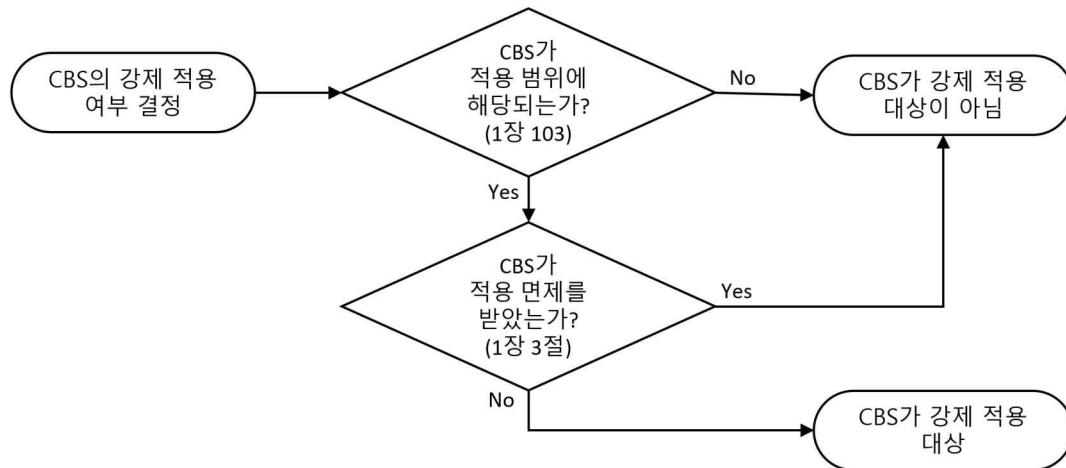 CBS의 강제 적용
여부 결정
CBS가
적용 범위에
해당되는가?
(1장 103)
No
CBS가 강제 적용
대상이 아님
Yes
CBS가
적용 면제를
받았는가?
(1장 3절)
Yes
No
CBS가 강제 적용
대상